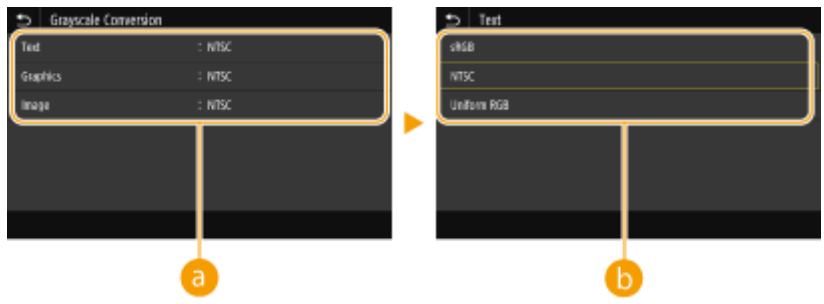 Grayscale Conversion
Text : NTSC
Graphics : NTSC
Image : NTSC
a
Text
sRGB
NTSC
Uniform RGB
b